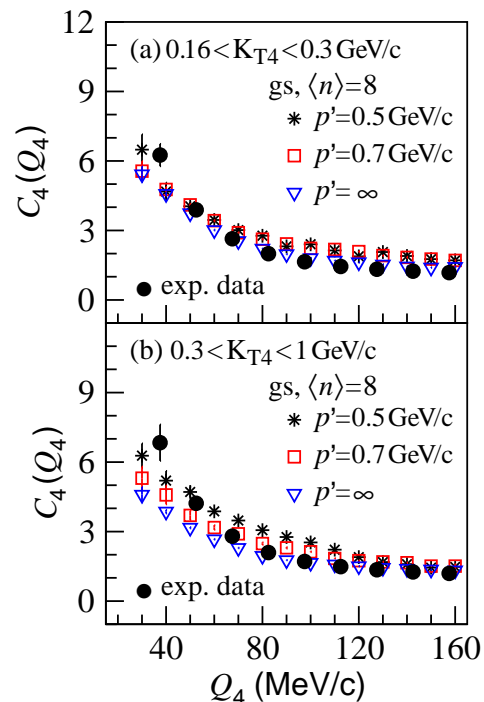 12
(a) 0.16<K_T4<0.3 GeV/c
gs, ⟨n⟩=8
9
p'=0.5 GeV/c
p'=0.7 GeV/c
6
p'= ∞
C_4(Q_4)
3
exp. data
0
(b) 0.3<K_T4<1 GeV/c
gs, ⟨n⟩=8
9
p'=0.5 GeV/c
p'=0.7 GeV/c
6
p'= ∞
C_4(Q_4)
3
exp. data
0
40 80 120 160
Q_4 (MeV/c)